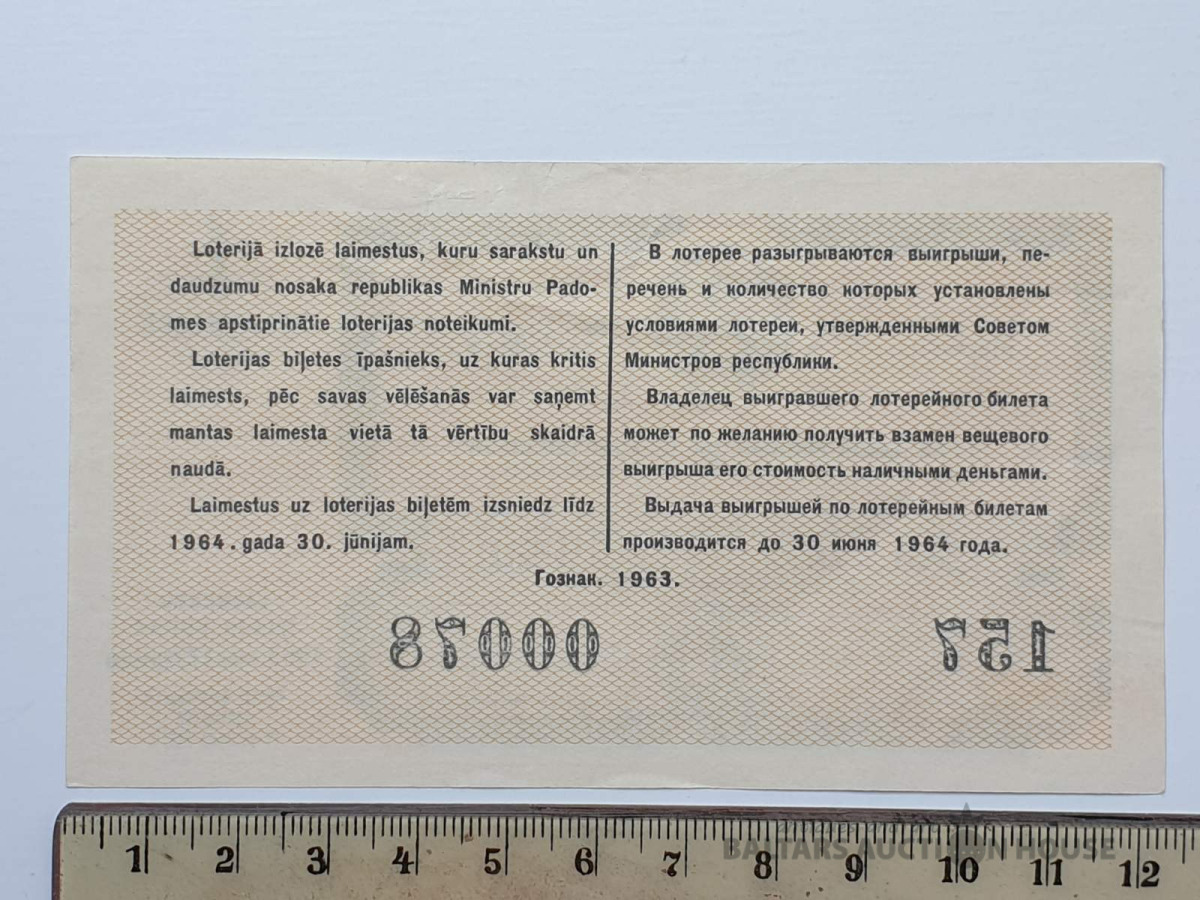 Loterijā izlozē laimestus, kuru sarakstu un
daudzumu nosaka republikas Ministru Pado-
mes apstiprinātie loterijas noteikumi.
Loterijas biļetes īpašnieks, uz kuras kritis
laimests, pēc savas vēlēšanās var saņemt
mantas laimesta vietā tā vērtību skaidrā
naudā.
Laimestus uz loterijas biļetēm izsniedz līdz
1964. gada 30. jūnijam.
В лотерее разыгрываются выигрыши, пе-
речень и количество которых установлены
условиями лотереи, утвержденными Советом
Министров республики.
Владелец выигравшего лотерейного билета
может по желанию получить взамен вещевого
выигрыша его стоимость наличными деньгами.
Выдача выигрышей по лотерейным билетам
производится до 30 июня 1964 года.
Гознак. 1963.
00078 157
1 2 3 4 5 6 7 8 9 10 11 12
BALTARS AUCTION HOUSE